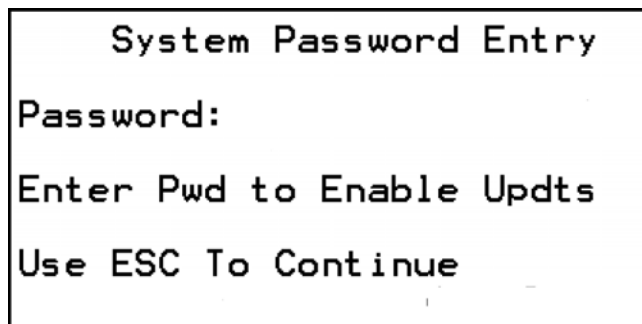 System Password Entry
Password:
Enter Pwd to Enable Updts
Use ESC To Continue